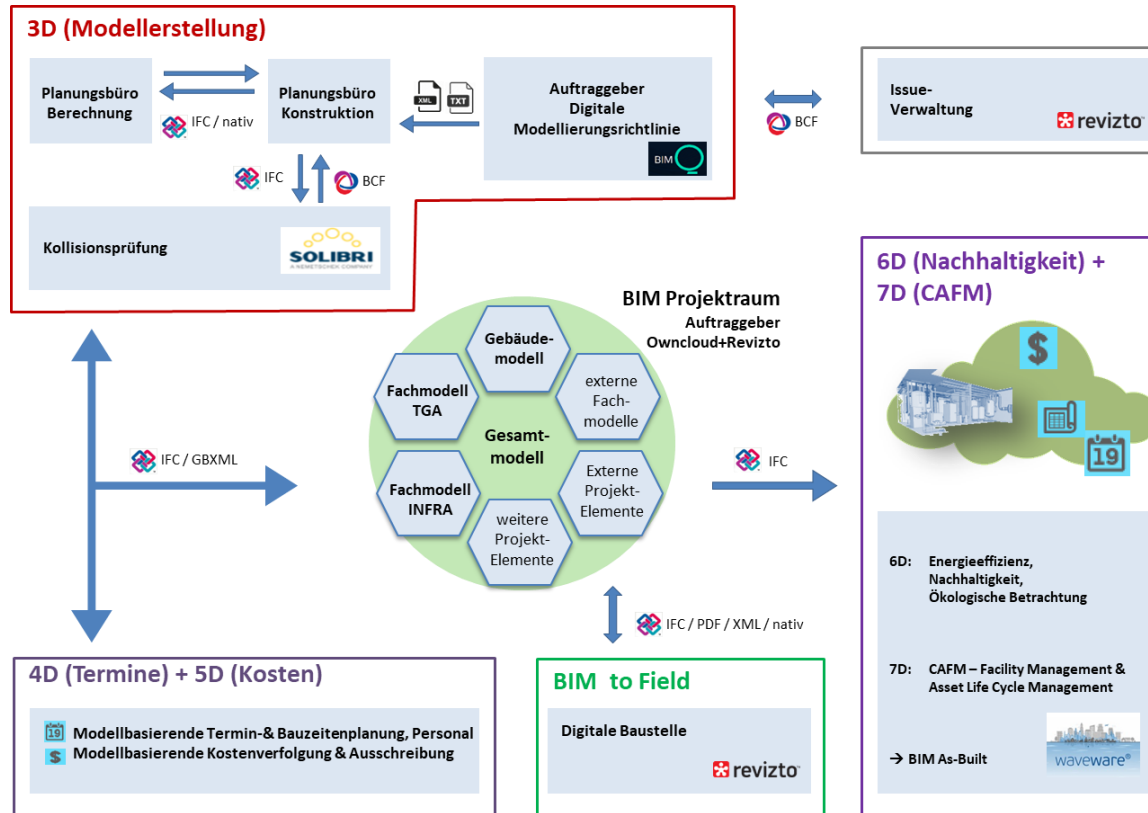 3D (Modellerstellung)
Planungsbüro
Berechnung
IFC / nativ
Planungsbüro
Konstruktion
XML
TXT
Auftraggeber
Digitale
Modellierungsrichtlinie
BIM Q
IFC
BCF
Kollisionsprüfung
SOLIBRI
A NEMETSCHEK COMPANY
BCF
Issue-
Verwaltung
revizto
BIM Projektraum
Auftraggeber
Owncloud+Revizto
Gebäude-
modell
Fachmodell
TGA
externe
Fach-
modelle
Gesamt-
modell
Fachmodell
INFRA
Externe
Projekt-
Elemente
weitere
Projekt-
Elemente
IFC / GBXML
IFC
IFC / PDF / XML / nativ
6D (Nachhaltigkeit) +
7D (CAFM)
$
19
6D: Energieeffizienz,
Nachhaltigkeit,
Ökologische Betrachtung
7D: CAFM – Facility Management &
Asset Life Cycle Management
→ BIM As-Built
waveware®
4D (Termine) + 5D (Kosten)
19 Modellbasierende Termin-& Bauzeitenplanung, Personal
$ Modellbasierende Kostenverfolgung & Ausschreibung
BIM to Field
Digitale Baustelle
revizto